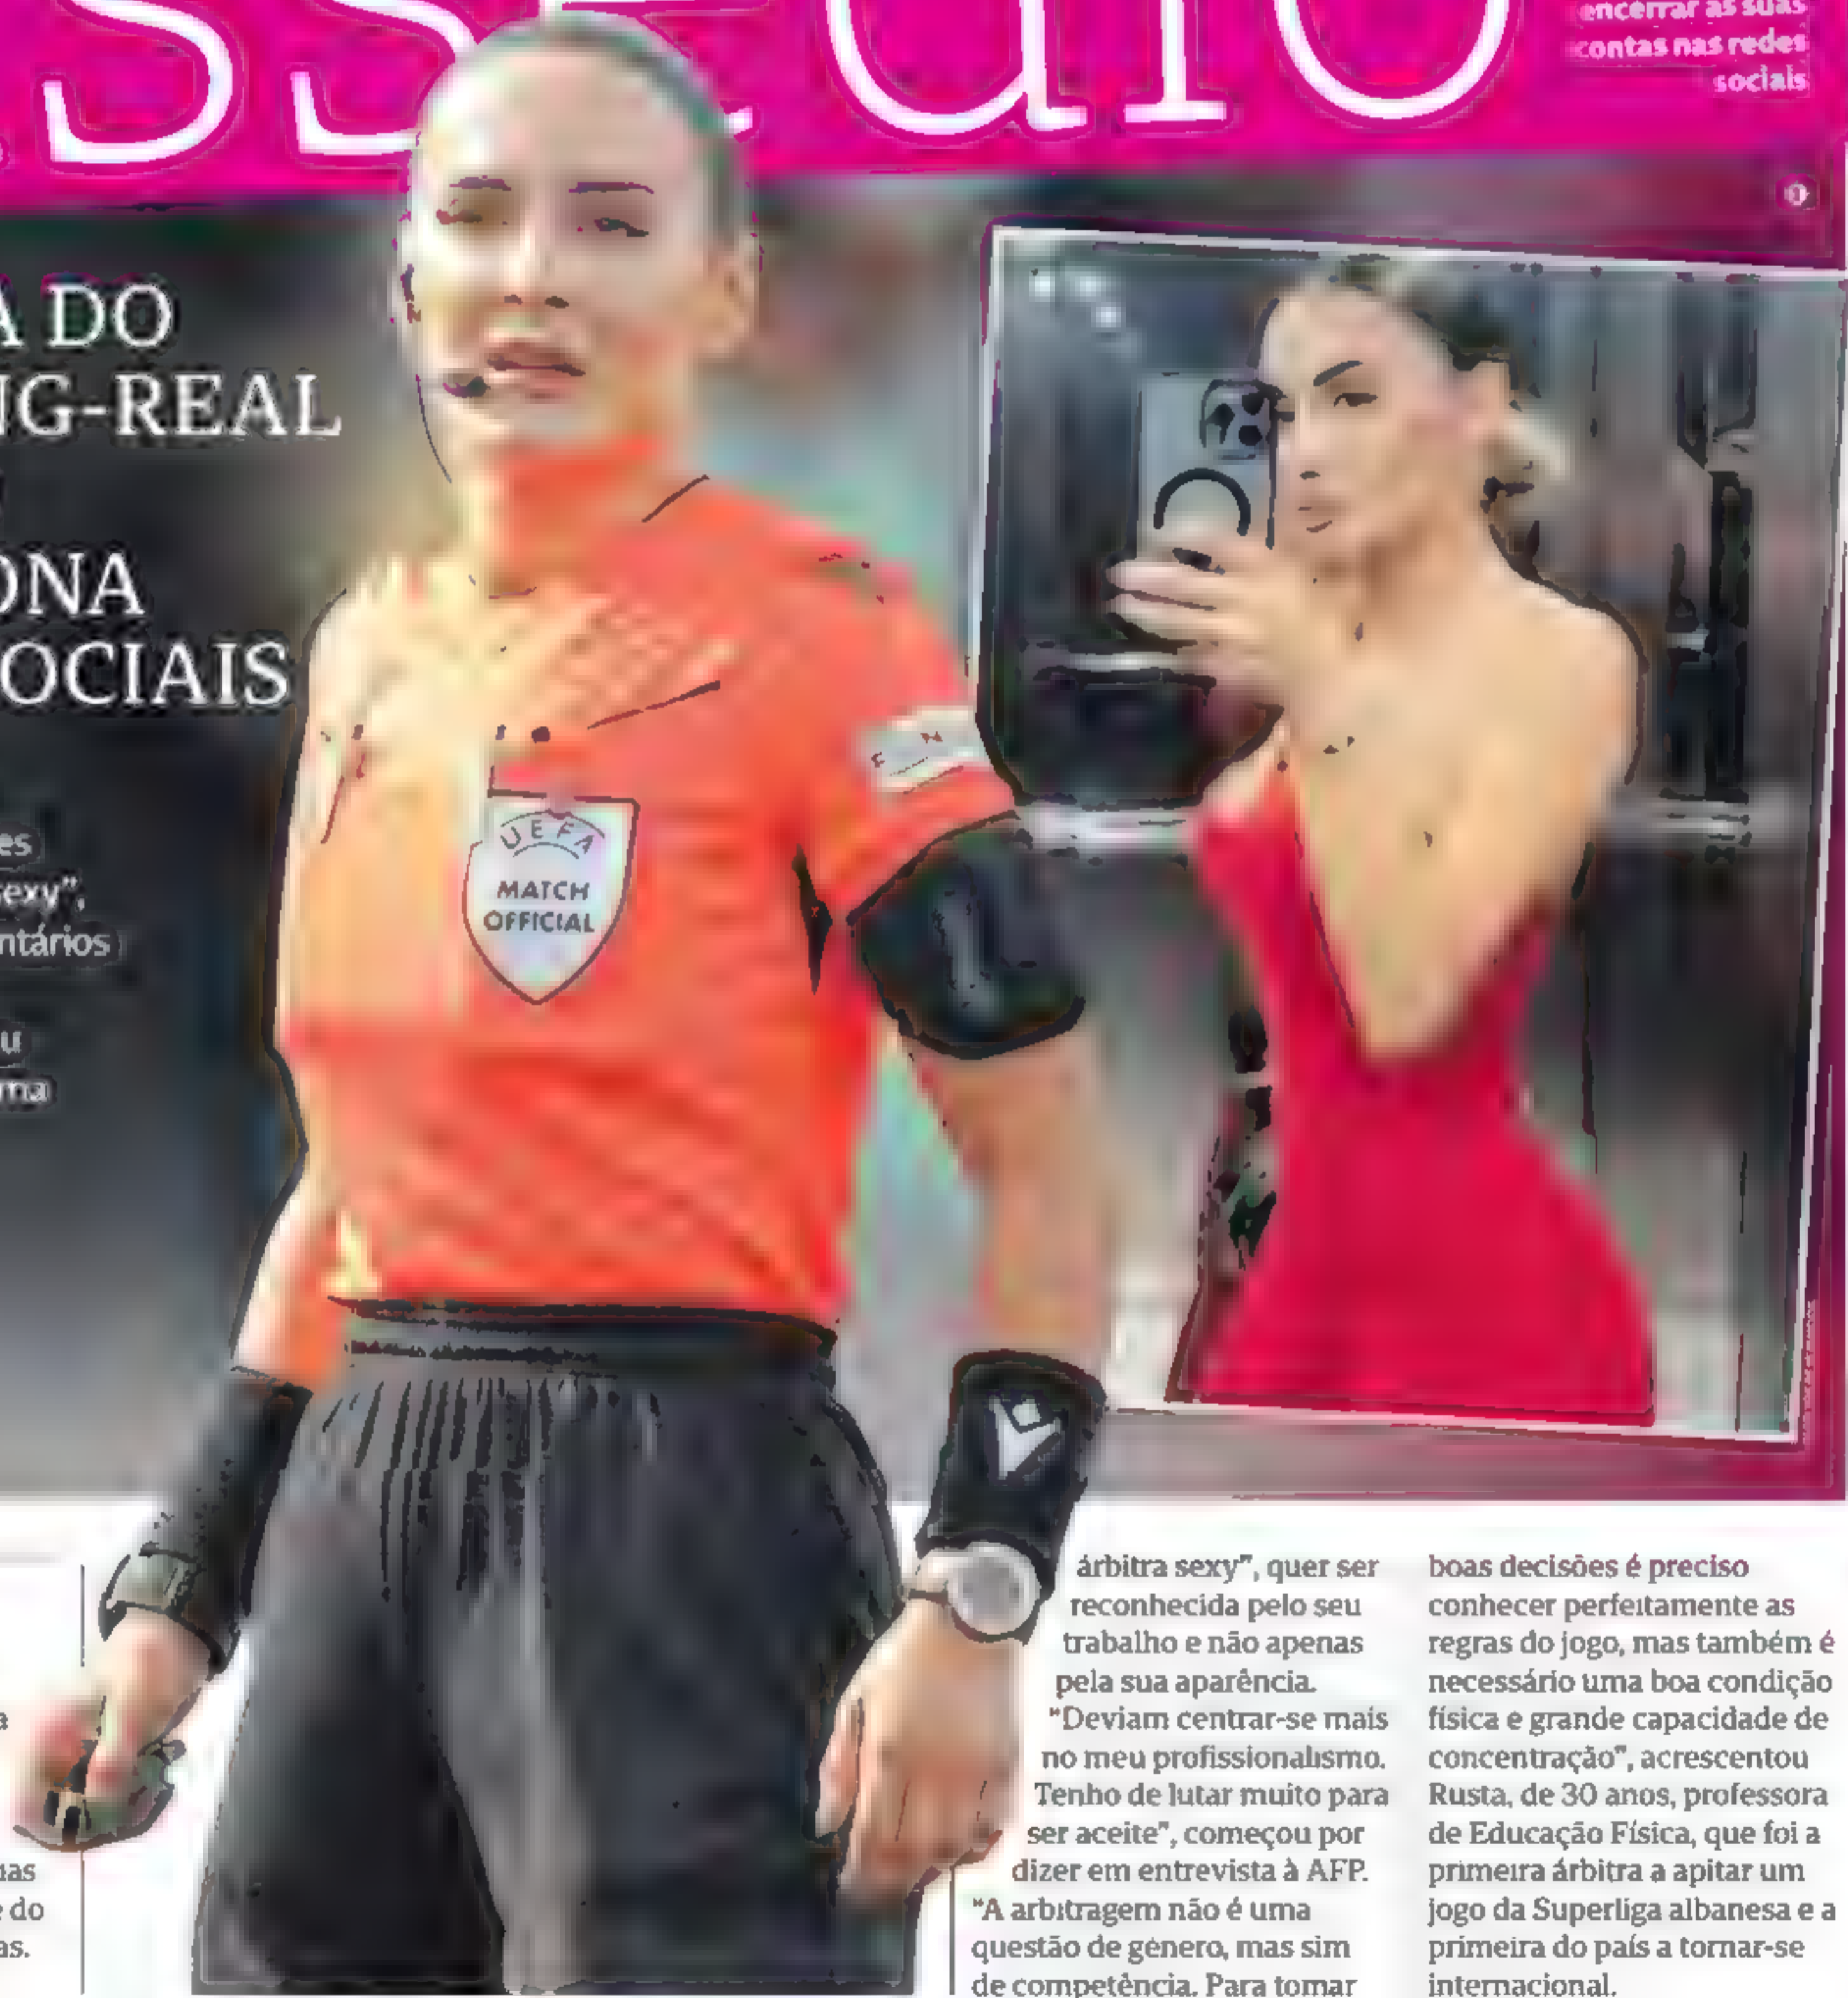 encerrar as suas
contas nas redes
sociais
A DO
NG-REAL
ONA
OCIAIS
es
sexy",
ntários
u
ma
UEFA
MATCH
OFFICIAL
a
nas
e do
as.
árbitra sexy", quer ser
reconhecida pelo seu
trabalho e não apenas
pela sua aparência.
"Deviam centrar-se mais
no meu profissionalismo.
Tenho de lutar muito para
ser aceite", começou por
dizer em entrevista à AFP.
"A arbitragem não é uma
questão de género, mas sim
de competência. Para tomar
boas decisões é preciso
conhecer perfeitamente as
regras do jogo, mas também é
necessário uma boa condição
física e grande capacidade de
concentração", acrescentou
Rusta, de 30 anos, professora
de Educação Física, que foi a
primeira árbitra a apitar um
jogo da Superliga albanesa e a
primeira do país a tornar-se
internacional.